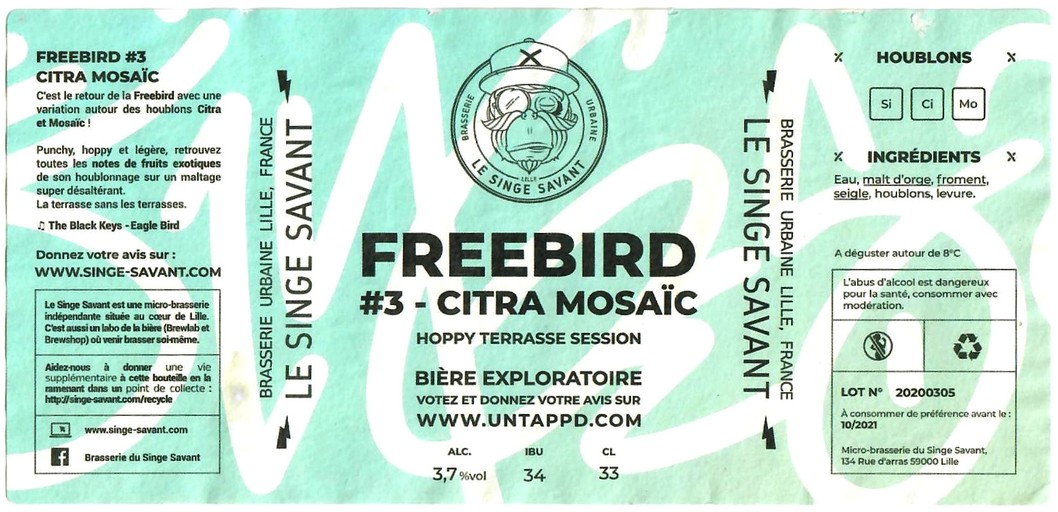 FREEBIRD #3
CITRA MOSAÏC
C'est le retour de la Freebird avec une
variation autour des houblons Citra
et Mosaïc !
Punchy, hoppy et légère, retrouvez
toutes les notes de fruits exotiques
de son houblonnage sur un maltage
super désaltérant.
La terrasse sans les terrasses.
♫ The Black Keys - Eagle Bird
Donnez votre avis sur :
WWW.SINGE-SAVANT.COM
Le Singe Savant est une micro-brasserie
indépendante située au cœur de Lille.
C'est aussi un labo de la bière (Brewlab et
Brewshop) où venir brasser soi-même.
Aidez-nous à donner une vie
supplémentaire à cette bouteille en la
ramenant dans un point de collecte :
http://singe-savant.com/recycle
www.singe-savant.com
Brasserie du Singe Savant
BRASSERIE URBAINE LILLE, FRANCE
LE SINGE SAVANT
BRASSERIE
URBAINE
LILLE
LE SINGE SAVANT
FREEBIRD
#3 - CITRA MOSAÏC
HOPPY TERRASSE SESSION
BIÈRE EXPLORATOIRE
VOTEZ ET DONNEZ VOTRE AVIS SUR
WWW.UNTAPPD.COM
ALC. IBU CL
3,7 %vol 34 33
BRASSERIE URBAINE LILLE, FRANCE
LE SINGE SAVANT
HOUBLONS
Si Ci Mo
INGRÉDIENTS
Eau, malt d'orge, froment,
seigle, houblons, levure.
A déguster autour de 8°C
L'abus d'alcool est dangereux
pour la santé, consommer avec
modération.
LOT N° 20200305
À consommer de préférence avant le :
10/2021
Micro-brasserie du Singe Savant,
134 Rue d'arras 59000 Lille